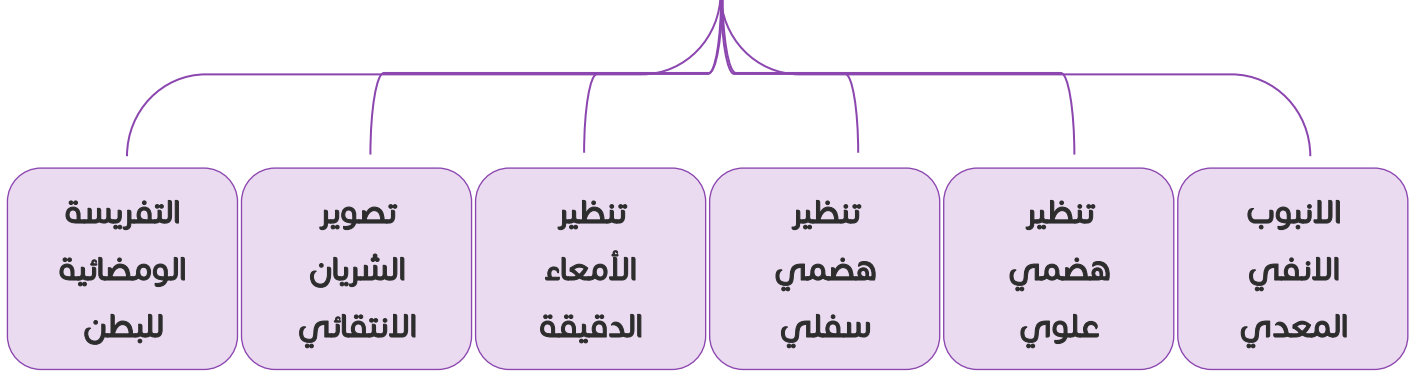 الانبوب
الانفي
المعدي
تنظير
هضمي
علوي
تنظير
هضمي
سفلي
تنظير
الأمعاء
الدقيقة
تصوير
الشريان
الانتقائي
التفريسة
الومضائية
للبطن